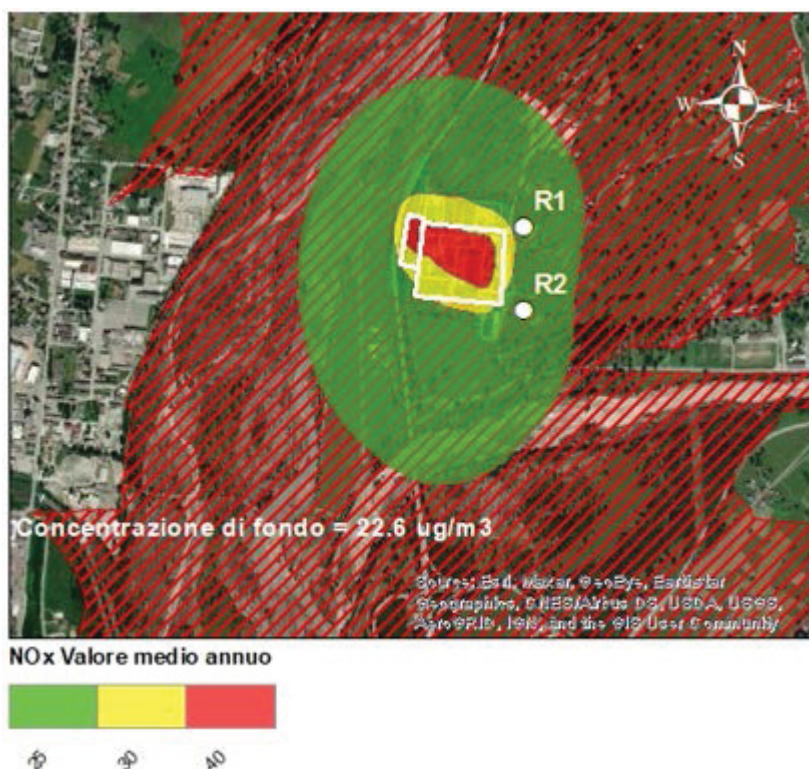 N
W E
S
R1
R2
Concentrazione di fondo = 22.6 ug/m3
Source: Esri, Maxar, GeoEye, Earthstar
Geographics, CNES/Airbus DS, USDA, USGS,
AeroGRID, IGN, and the GIS User Community
NOx Valore medio annuo
25 30 40